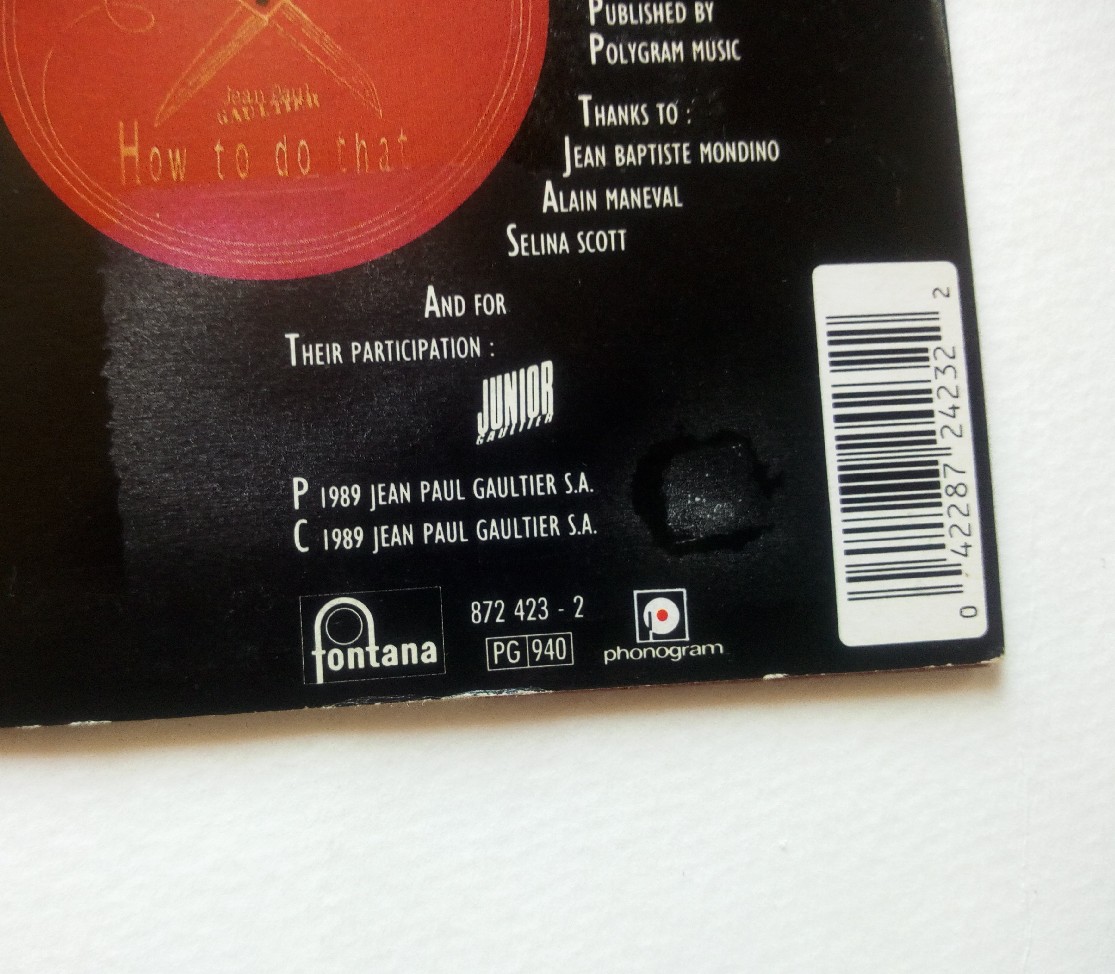 PUBLISHED BY
POLYGRAM MUSIC
Jean Paul
GAULTIER
How to do that
THANKS TO :
JEAN BAPTISTE MONDINO
ALAIN MANEVAL
SELINA SCOTT
AND FOR
THEIR PARTICIPATION :
JUNIOR
GAULTIER
P 1989 JEAN PAUL GAULTIER S.A.
C 1989 JEAN PAUL GAULTIER S.A.
fontana
872 423 - 2
PG 940
phonogram
0 42287 24232 2